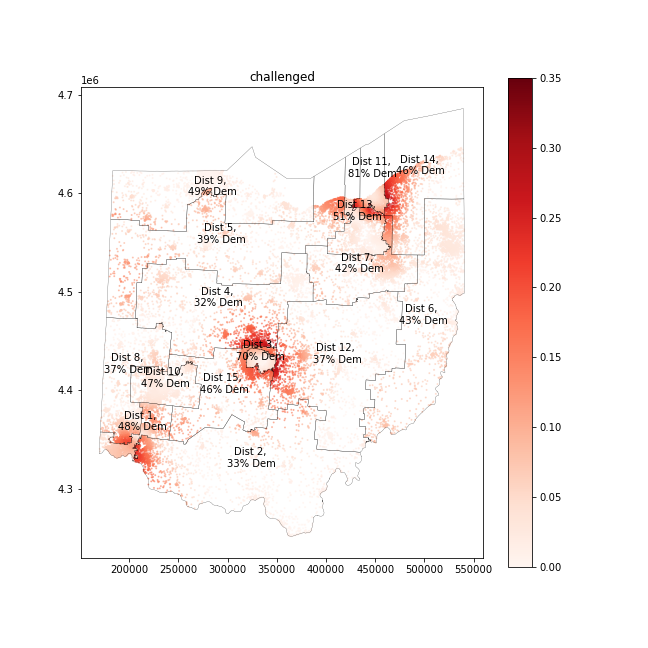 challenged
1e6
4.7
4.6
4.5
4.4
4.3
200000
250000
300000
350000
400000
450000
500000
550000
0.35
0.30
0.25
0.20
0.15
0.10
0.05
0.00
Dist 11,
81% Dem
Dist 14,
46% Dem
Dist 9,
49% Dem
Dist 13,
51% Dem
Dist 5,
39% Dem
Dist 7,
42% Dem
Dist 4,
32% Dem
Dist 6,
43% Dem
Dist 3,
70% Dem
Dist 12,
37% Dem
Dist 8,
37% Dem
Dist 10,
47% Dem
Dist 15,
46% Dem
Dist 1,
48% Dem
Dist 2,
33% Dem